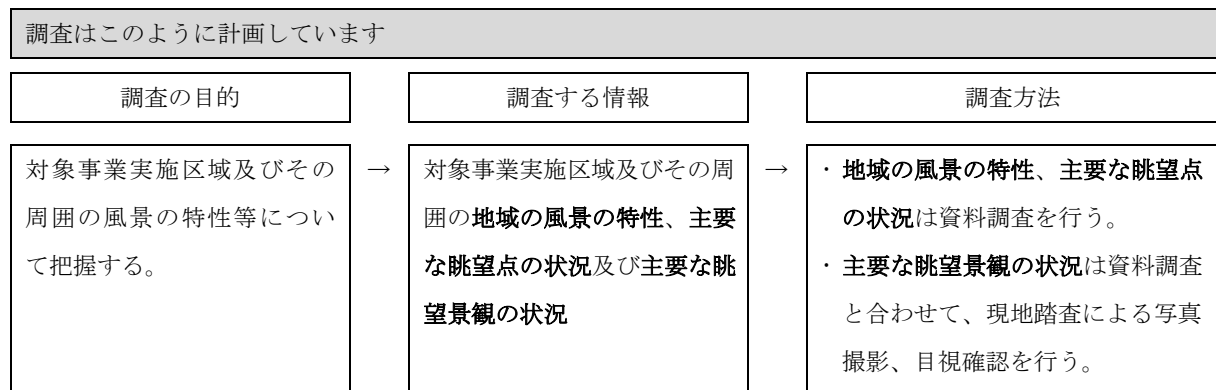 調査はこのように計画しています
調査の目的
調査する情報
調査方法
対象事業実施区域及びその
周囲の風景の特性等につい
て把握する。
→
対象事業実施区域及びその周
囲の地域の風景の特性、主要
な眺望点の状況及び主要な眺
望景観の状況
→
・地域の風景の特性、主要な眺望点
の状況は資料調査を行う。
・主要な眺望景観の状況は資料調査
と合わせて、現地踏査による写真
撮影、目視確認を行う。